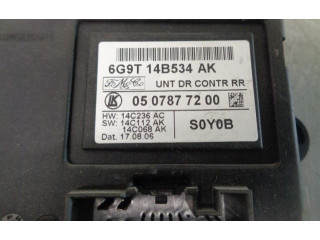 6G9T 14B534 AK
FoMoCo
UNT DR CONTR RR
05 0787 72 00
HW: 14C236 AC
SW: 14C112 AK
14C068 AK
Dat. 17.08.06
S0Y0B